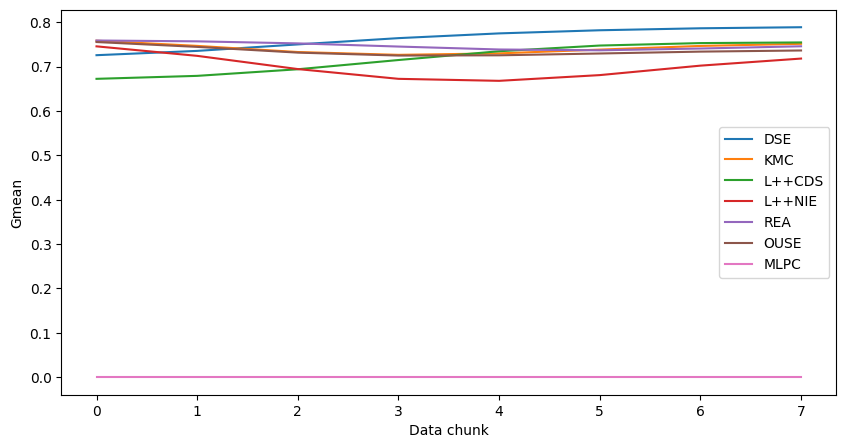 0.8
0.7
0.6
0.5
0.4
0.3
0.2
0.1
0.0
Gmean
0 1 2 3 4 5 6 7
Data chunk
DSE
KMC
L++CDS
L++NIE
REA
OUSE
MLPC